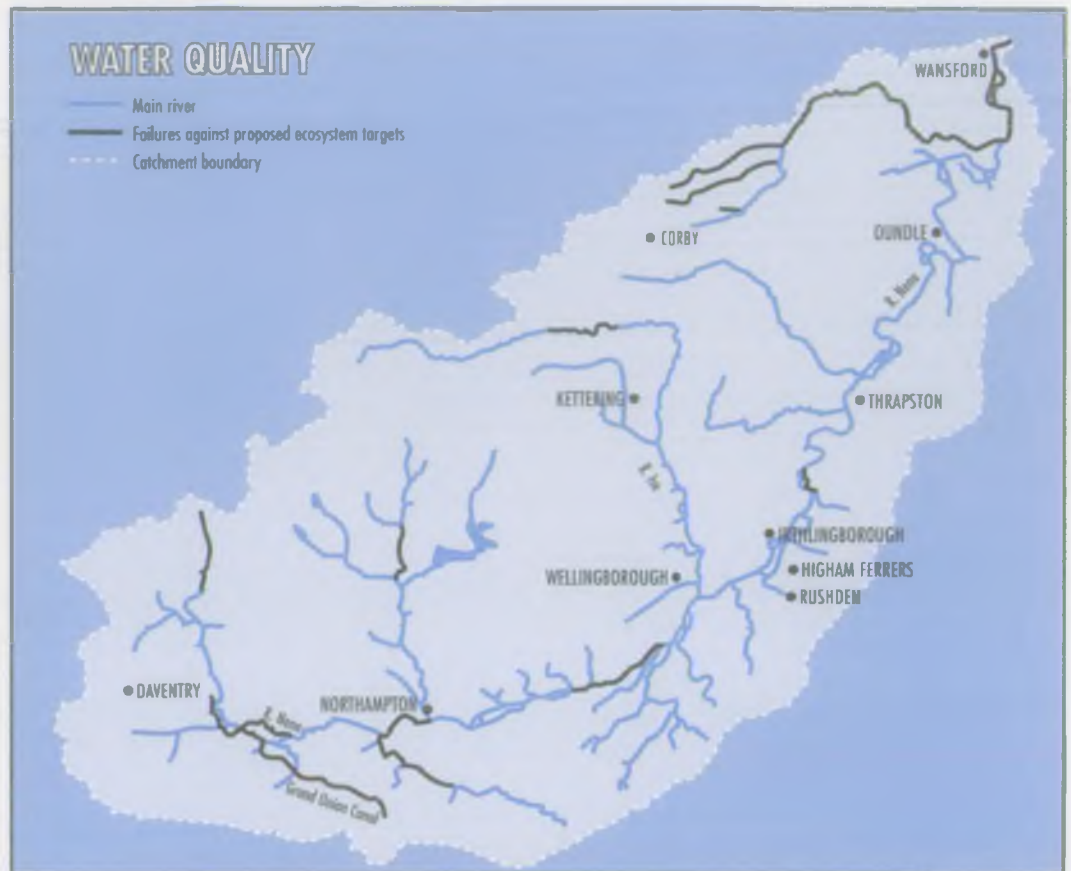 WATER QUALITY
Main river
Failures against proposed ecosystem targets
Catchment boundary
WANSFORD
CORBY
OUNDLE
R. Nene
KETTERING
THRAPSTON
R. Ise
IRTHLINGBOROUGH
WELLINGBOROUGH
HIGHAM FERRERS
RUSHDEN
DAVENTRY
NORTHAMPTON
R. Nene
Grand Union Canal